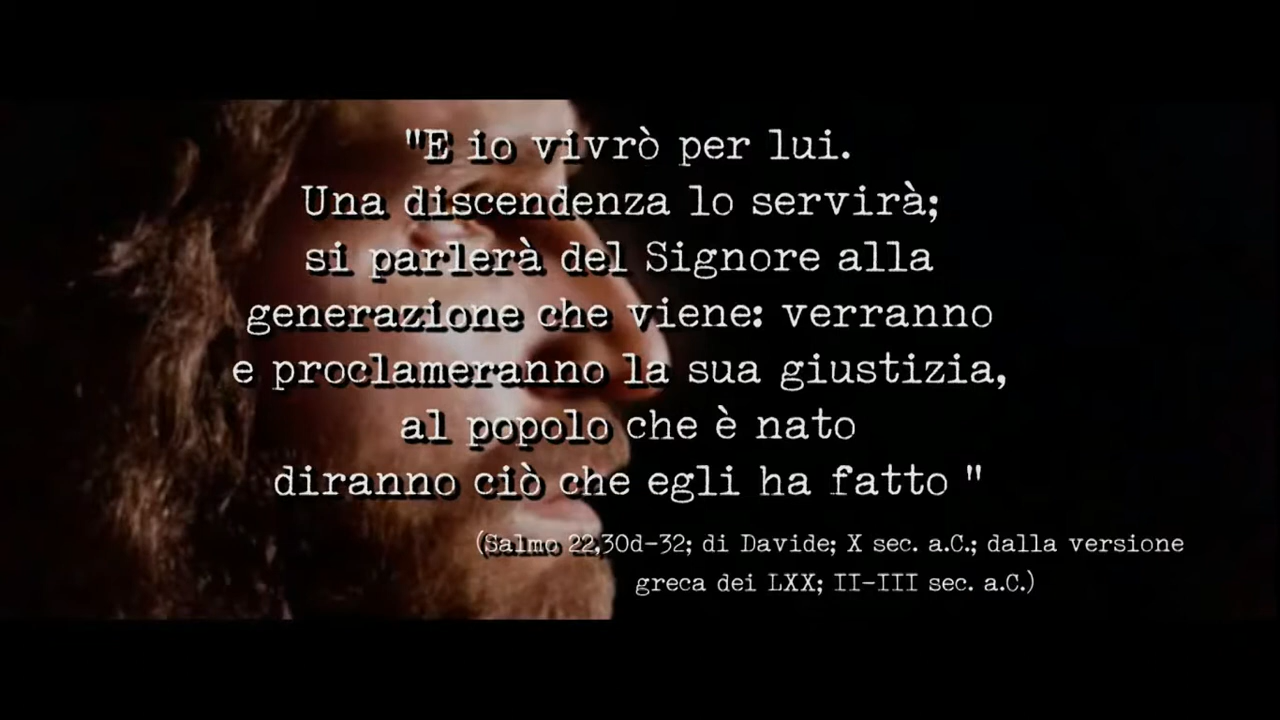 "E io vivrò per lui.
Una discendenza lo servirà;
si parlerà del Signore alla
generazione che viene: verranno
e proclameranno la sua giustizia,
al popolo che è nato
diranno ciò che egli ha fatto "
(Salmo 22,30d-32; di Davide; X sec. a.C.; dalla versione
greca dei LXX; II-III sec. a.C.)